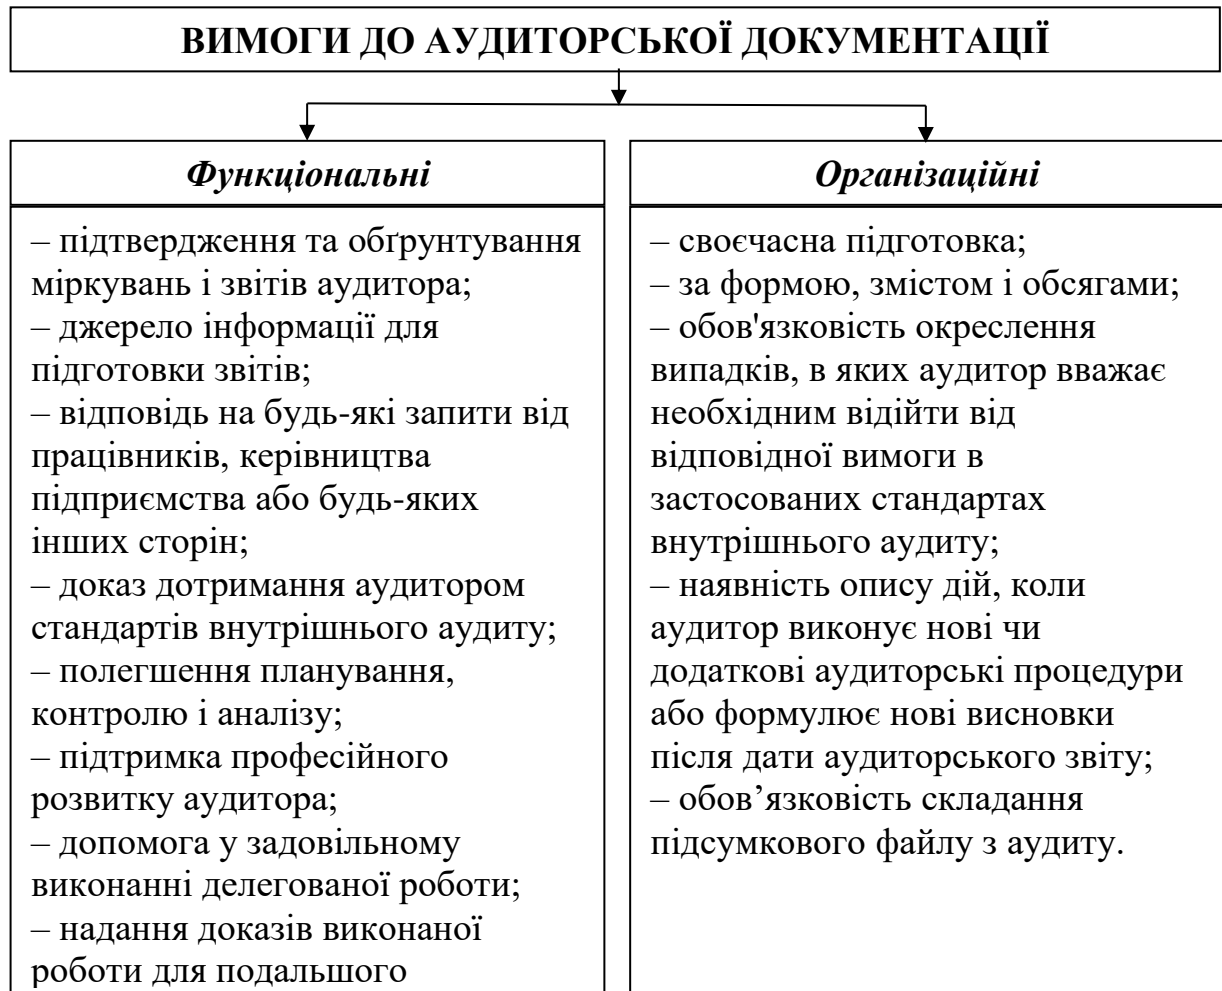 ВИМОГИ ДО АУДИТОРСЬКОЇ ДОКУМЕНТАЦІЇ
Функціональні
– підтвердження та обґрунтування
міркувань і звітів аудитора;
– джерело інформації для
підготовки звітів;
– відповідь на будь-які запити від
працівників, керівництва
підприємства або будь-яких
інших сторін;
– доказ дотримання аудитором
стандартів внутрішнього аудиту;
– полегшення планування,
контролю і аналізу;
– підтримка професійного
розвитку аудитора;
– допомога у задовільному
виконанні делегованої роботи;
– надання доказів виконаної
роботи для подальшого
Організаційні
– своєчасна підготовка;
– за формою, змістом і обсягами;
– обов'язковість окреслення
випадків, в яких аудитор вважає
необхідним відійти від
відповідної вимоги в
застосованих стандартах
внутрішнього аудиту;
– наявність опису дій, коли
аудитор виконує нові чи
додаткові аудиторські процедури
або формулює нові висновки
після дати аудиторського звіту;
– обов’язковість складання
підсумкового файлу з аудиту.